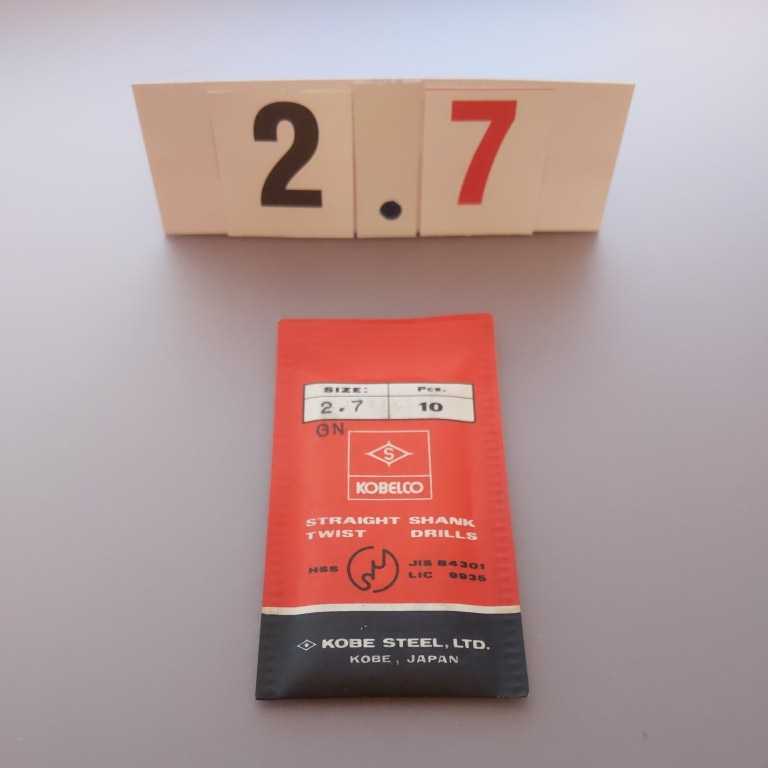 2.7
SIZE: Pcs.
2.7 10
GN
S
KOBELCO
STRAIGHT SHANK
TWIST DRILLS
HSS JIS B4301
LIC 9935
KOBE STEEL, LTD.
KOBE, JAPAN